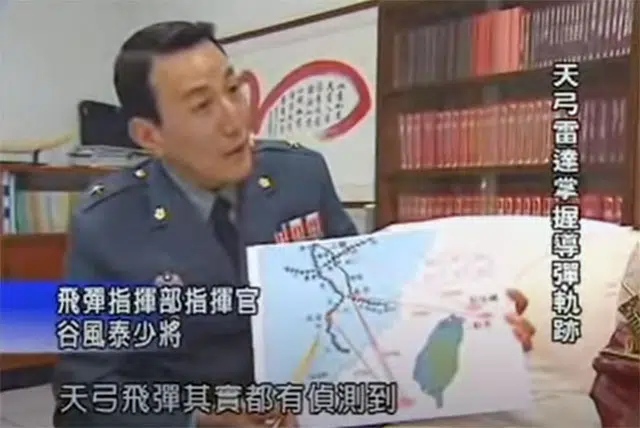 天弓雷達掌握導彈軌跡
飛彈指揮部指揮官
谷風泰少將
天弓飛彈其實都有偵測到